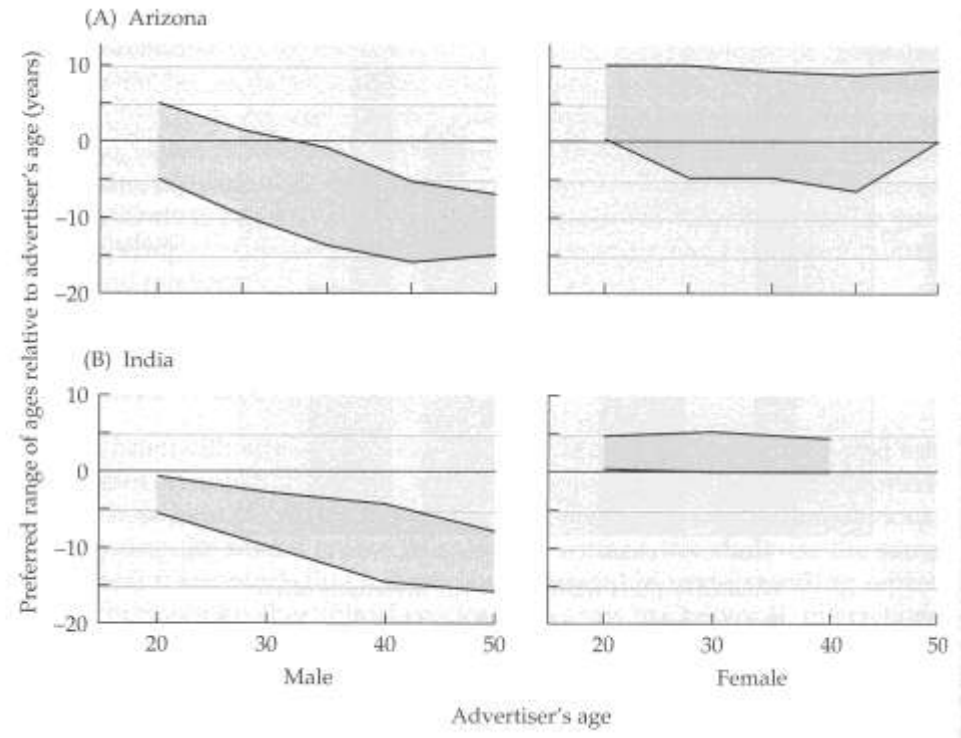 (A) Arizona
10
0
–10
–20
(B) India
10
0
–10
–20
20 30 40 50
20 30 40 50
Male
Female
Advertiser's age
Preferred range of ages relative to advertiser's age (years)